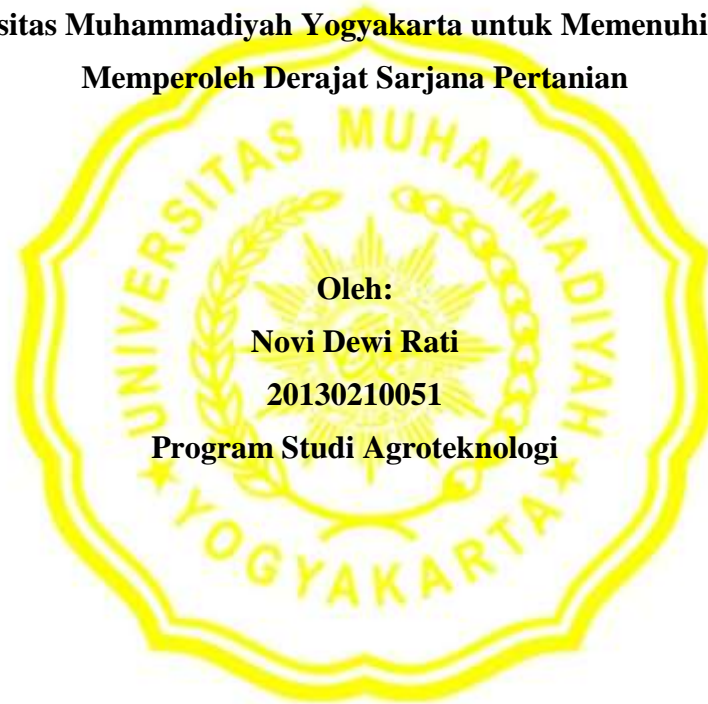 sitas Muhammadiyah Yogyakarta untuk Memenuhi
Memperoleh Derajat Sarjana Pertanian
UNIVERSITAS MUHAMMADIYAH
YOGYAKARTA
Oleh:
Novi Dewi Rati
20130210051
Program Studi Agroteknologi